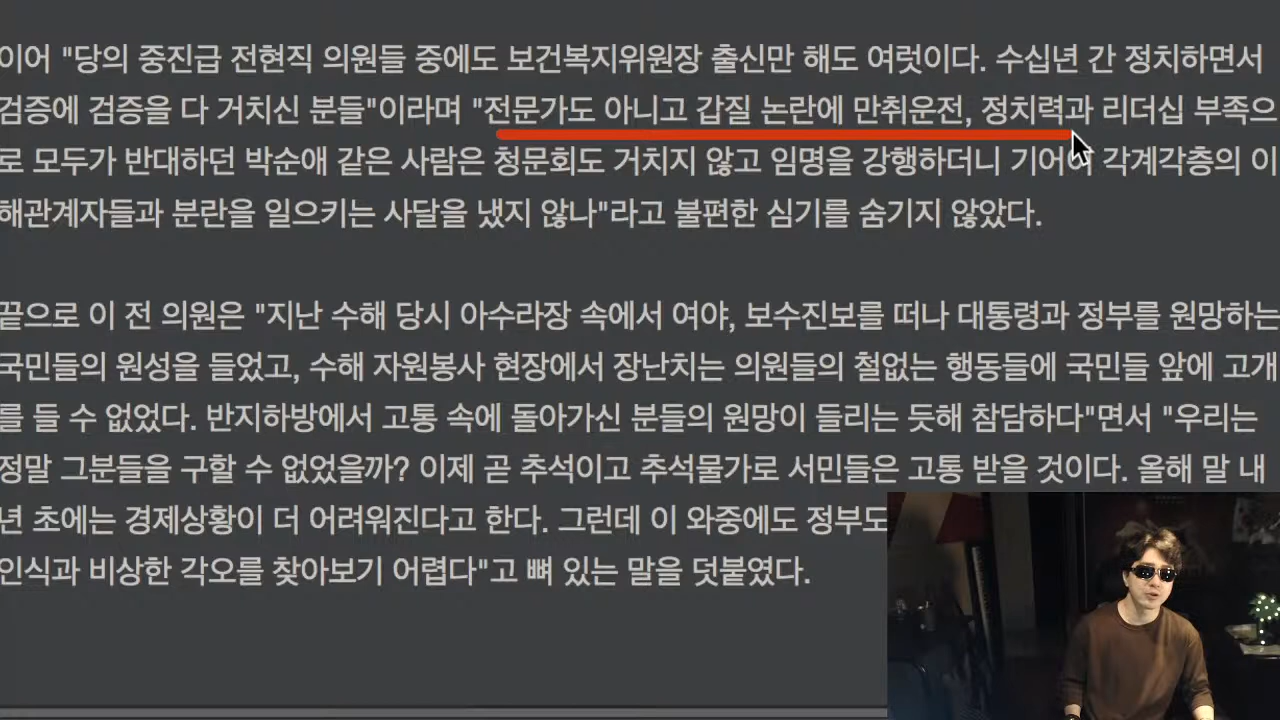 이어 "당의 중진급 전현직 의원들 중에도 보건복지위원장 출신만 해도 여럿이다. 수십년 간 정치하면서
검증에 검증을 다 거치신 분들"이라며 "전문가도 아니고 갑질 논란에 만취운전, 정치력과 리더십 부족으
로 모두가 반대하던 박순애 같은 사람은 청문회도 거치지 않고 임명을 강행하더니 각계각층의 이
해관계자들과 분란을 일으키는 사달을 냈지 않나"라고 불편한 심기를 숨기지 않았다.
끝으로 이 전 의원은 "지난 수해 당시 아수라장 속에서 여야, 보수진보를 떠나 대통령과 정부를 원망하는
국민들의 원성을 들었고, 수해 자원봉사 현장에서 장난치는 의원들의 철없는 행동들에 국민들 앞에 고개
를 들 수 없었다. 반지하방에서 고통 속에 돌아가신 분들의 원망이 들리는 듯해 참담하다"면서 "우리는
정말 그분들을 구할 수 없었을까? 이제 곧 추석이고 추석물가로 서민들은 고통 받을 것이다. 올해 말 내
년 초에는 경제상황이 더 어려워진다고 한다. 그런데 이 와중에도 정부도
인식과 비상한 각오를 찾아보기 어렵다"고 뼈 있는 말을 덧붙였다.